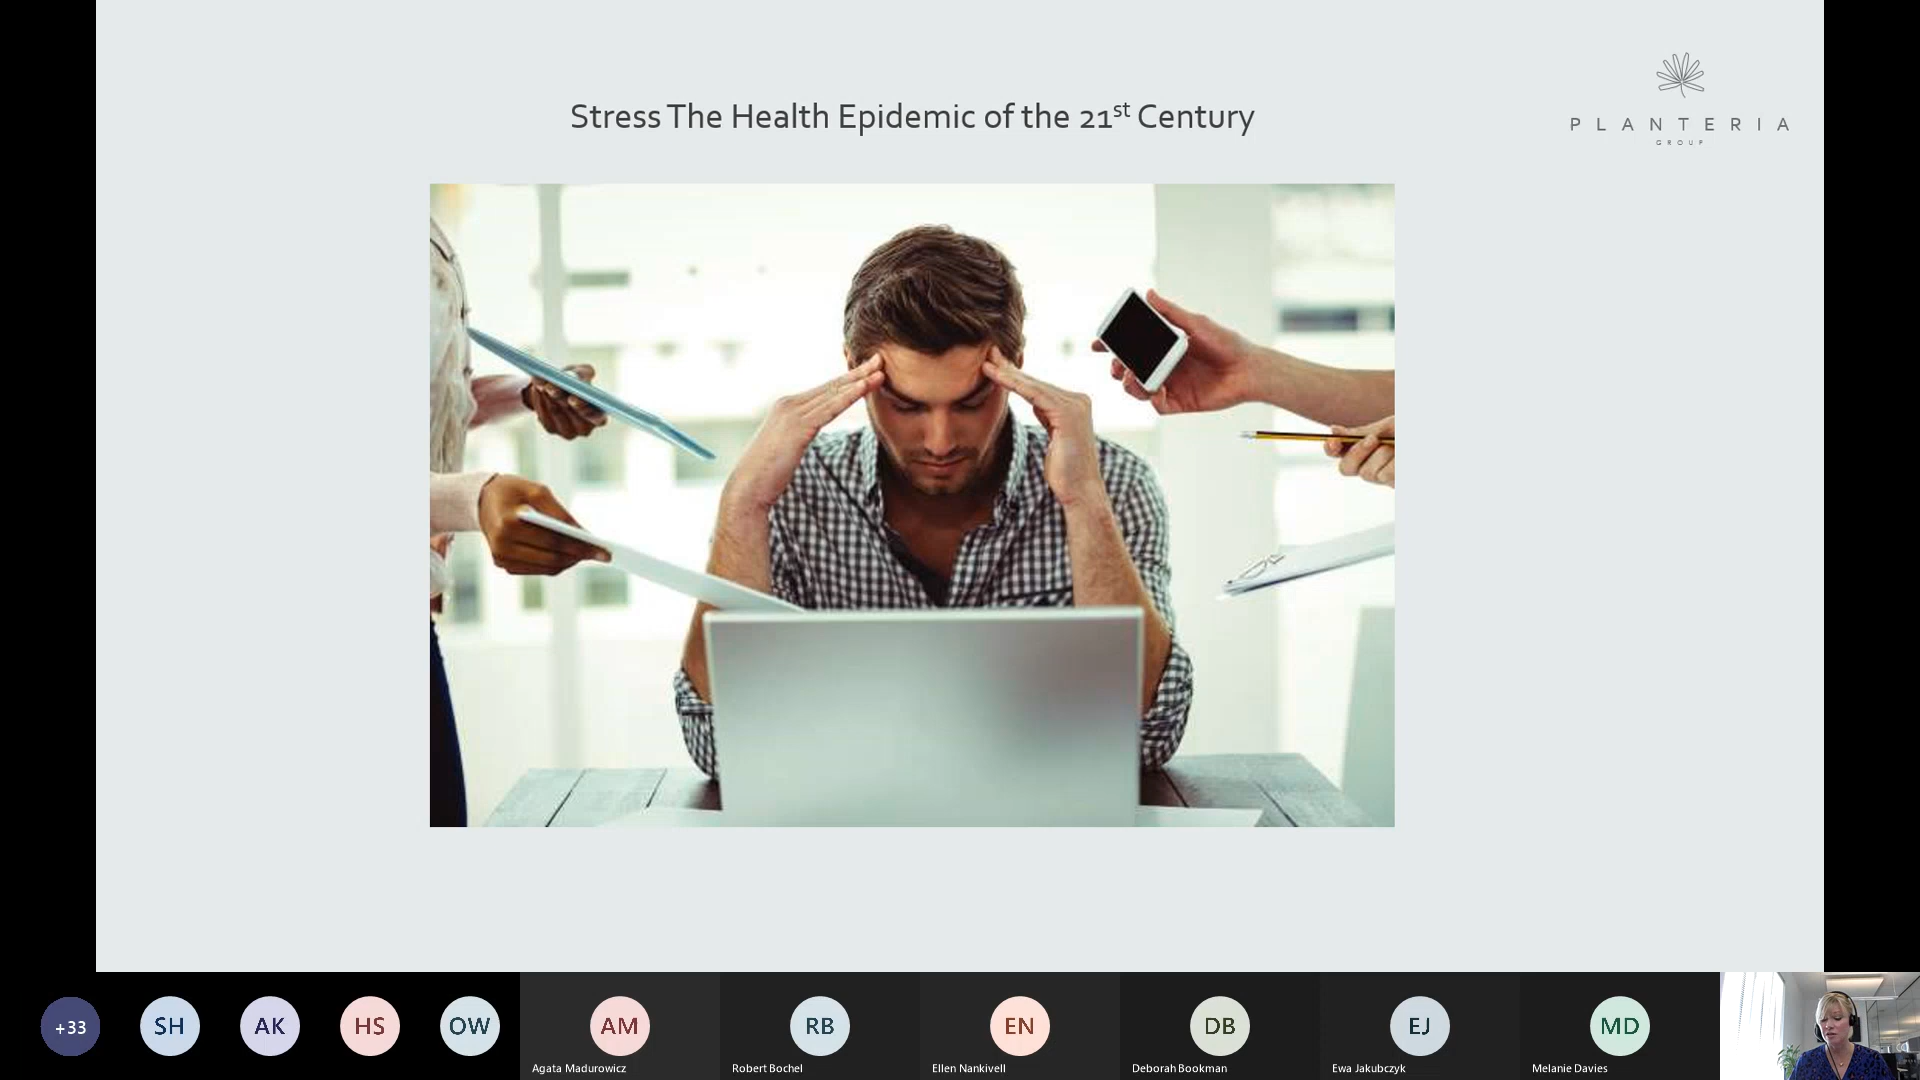 Stress The Health Epidemic of the 21st Century
PLANTERIA
GROUP
+33
SH
AK
HS
OW
AM
RB
EN
DB
EJ
MD
Agata Madurowicz
Robert Bochel
Ellen Nankivell
Deborah Bookman
Ewa Jakubczyk
Melanie Davies